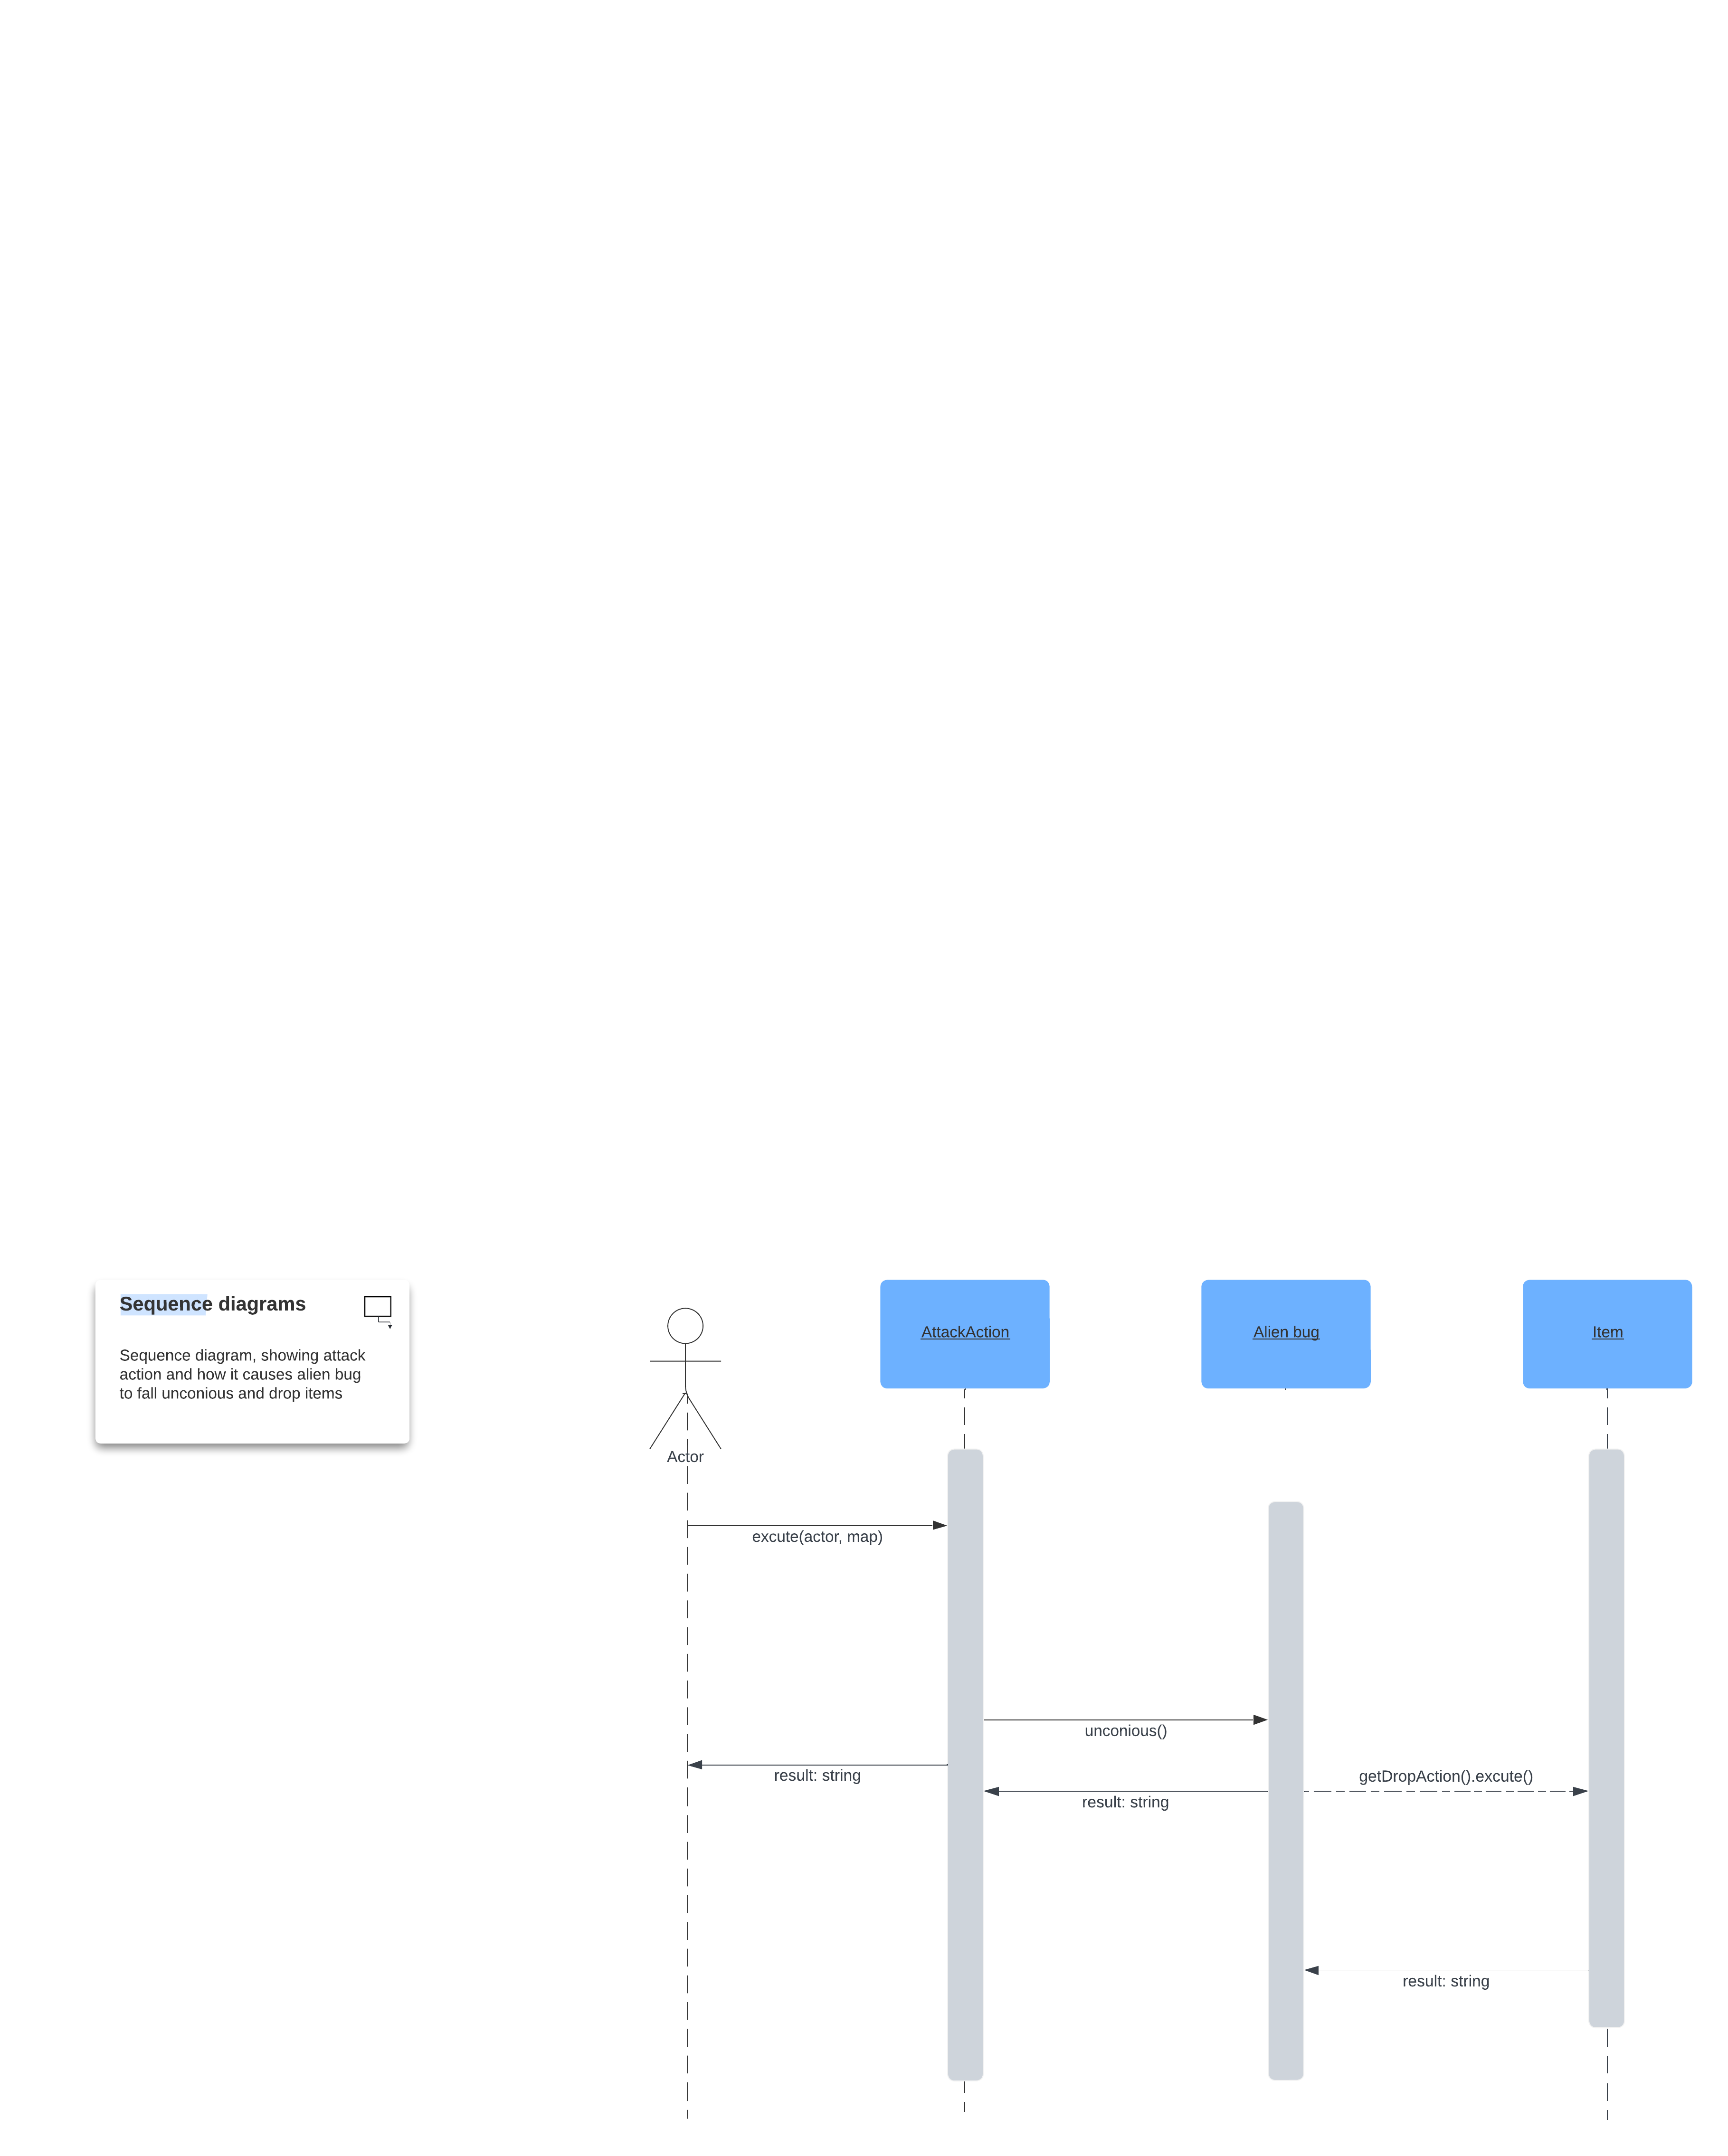 Sequence diagrams
Sequence diagram, showing attack
action and how it causes alien bug
to fall unconious and drop items
Actor
AttackAction
Alien bug
Item
excute(actor, map)
unconious()
result: string
getDropAction().excute()
result: string
result: string